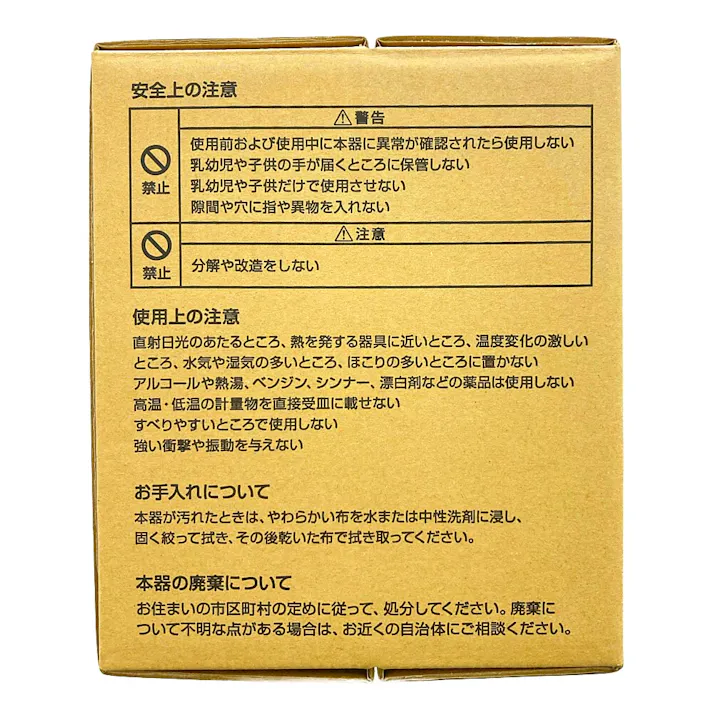 安全上の注意
⚠警告
禁止
使用前および使用中に本器に異常が確認されたら使用しない
乳幼児や子供の手が届くところに保管しない
乳幼児や子供だけで使用させない
隙間や穴に指や異物を入れない
⚠注意
禁止
分解や改造をしない
使用上の注意
直射日光のあたるところ、熱を発する器具に近いところ、温度変化の激しい
ところ、水気や湿気の多いところ、ほこりの多いところに置かない
アルコールや熱湯、ベンジン、シンナー、漂白剤などの薬品は使用しない
高温・低温の計量物を直接受皿に載せない
すべりやすいところで使用しない
強い衝撃や振動を与えない
お手入れについて
本器が汚れたときは、やわらかい布を水または中性洗剤に浸し、
固く絞って拭き、その後乾いた布で拭き取ってください。
本器の廃棄について
お住まいの市区町村の定めに従って、処分してください。廃棄に
ついて不明な点がある場合は、お近くの自治体にご相談ください。